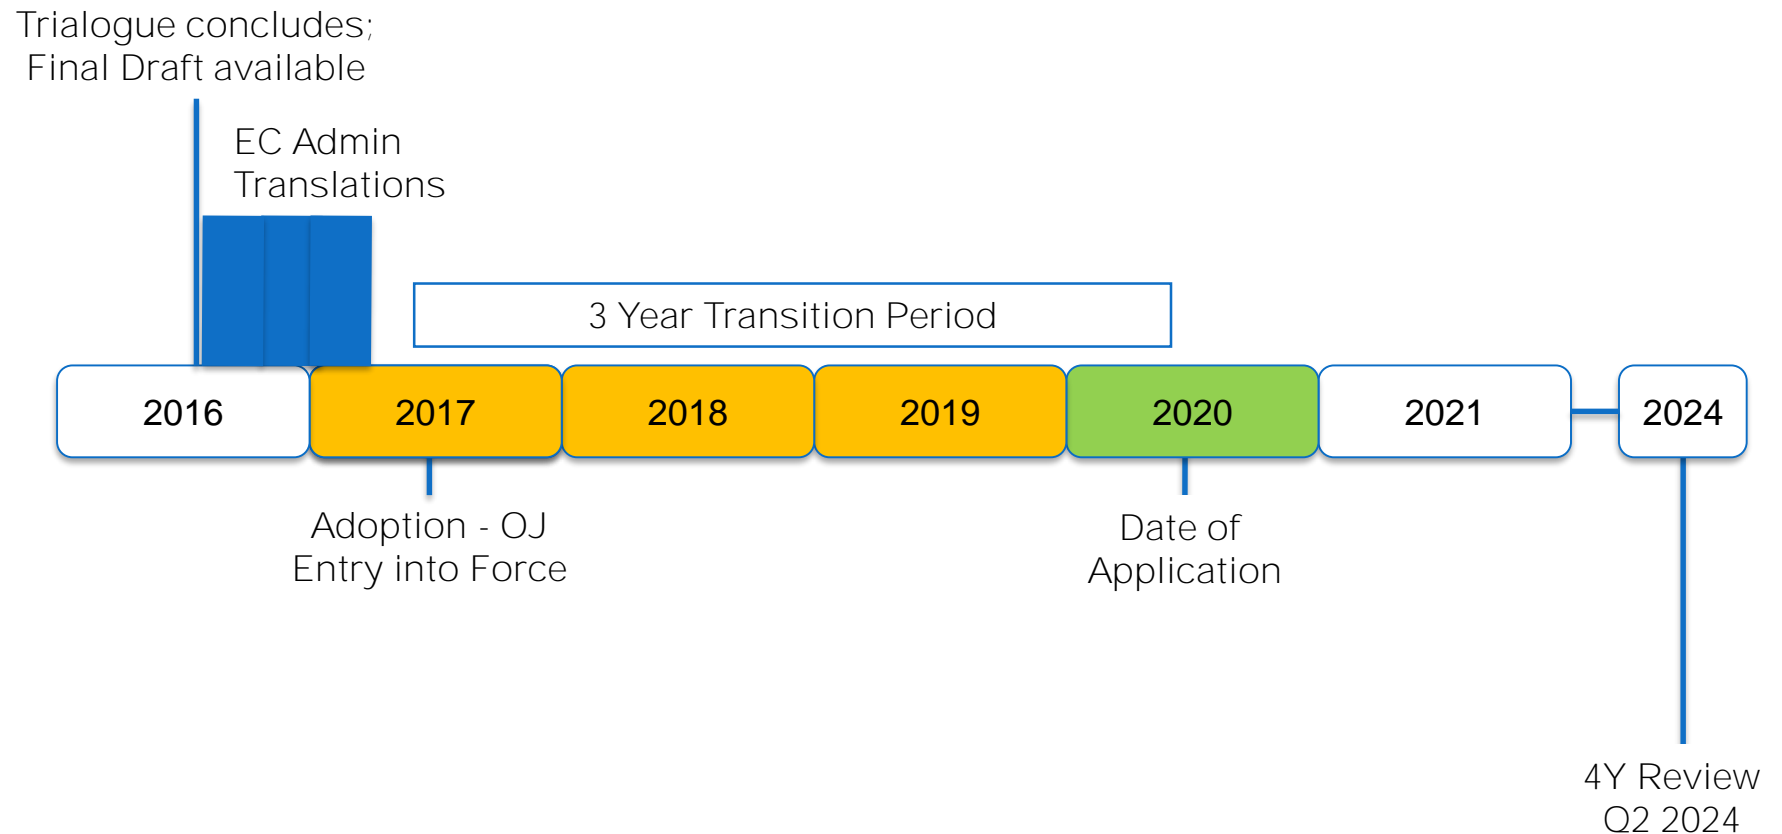 Trialogue concludes;
Final Draft available
EC Admin
Translations
3 Year Transition Period
2016
2017
2018
2019
2020
2021
2024
Adoption - OJ
Entry into Force
Date of
Application
4Y Review
Q2 2024